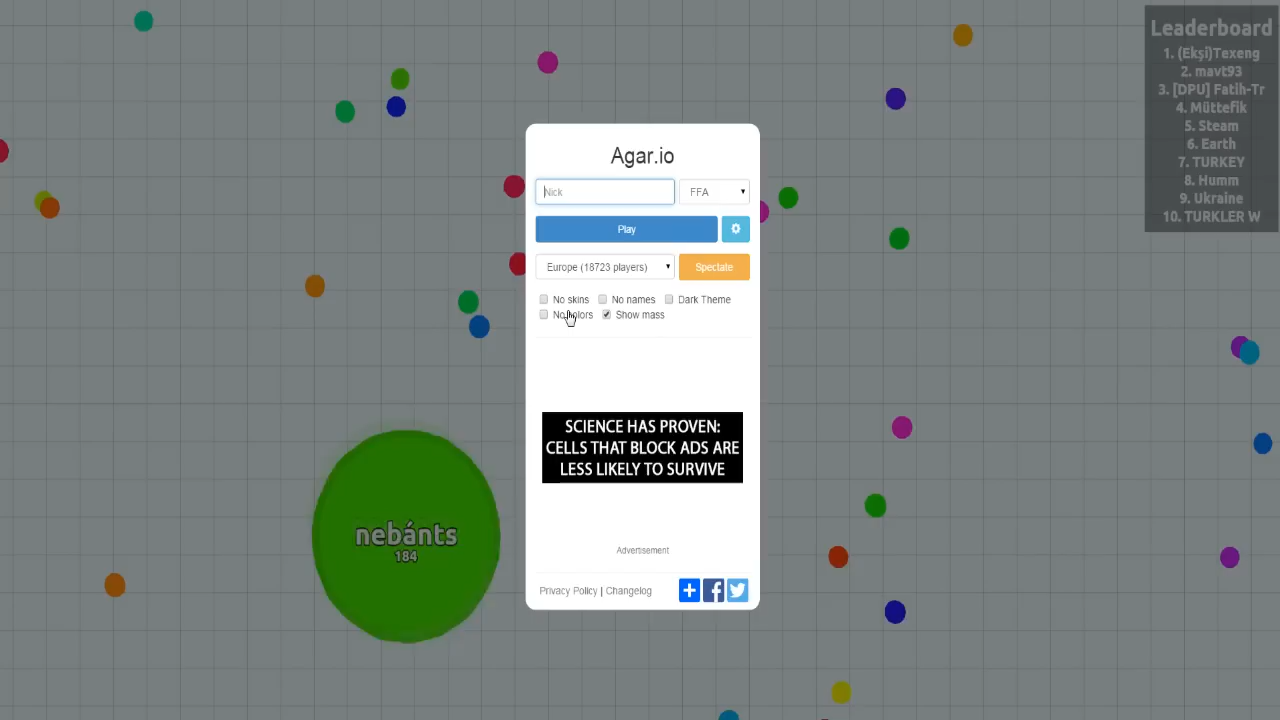 Leaderboard
1. (Ekşi)Texeng
2. mavt93
3. [DPU] Fatih-Tr
4. Müttefik
5. Steam
6. Earth
7. TURKEY
8. Humm
9. Ukraine
10. TURKLER W
Agar.io
Nick
FFA
Play
Europe (18723 players)
Spectate
No skins No names Dark Theme
No colors Show mass
SCIENCE HAS PROVEN:
CELLS THAT BLOCK ADS ARE
LESS LIKELY TO SURVIVE
nebánts
184
Advertisement
Privacy Policy | Changelog